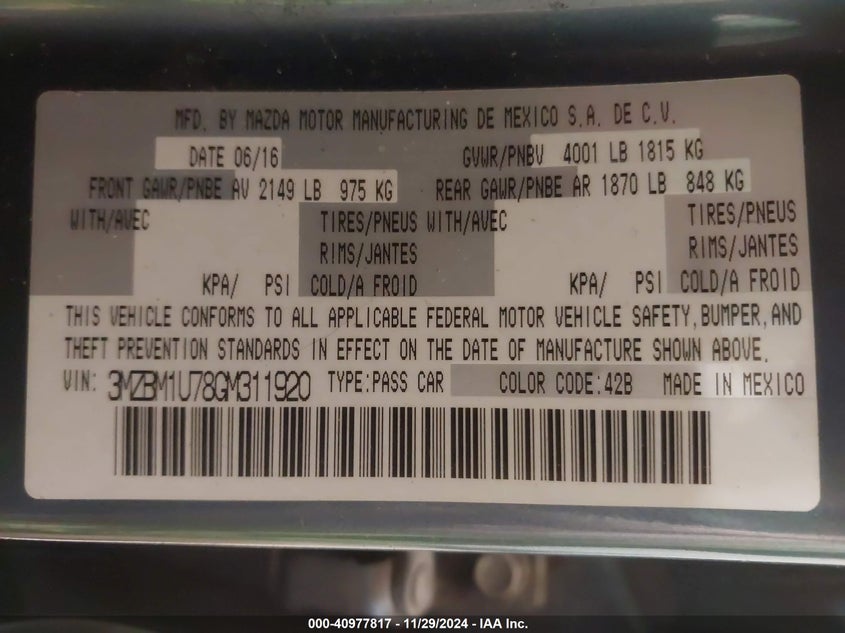 MFD. BY MAZDA MOTOR MANUFACTURING DE MEXICO S.A. DE C.V.
DATE 06/16 GVWR/PNBV 4001 LB 1815 KG
FRONT GAWR/PNBE AV 2149 LB 975 KG REAR GAWR/PNBE AR 1870 LB 848 KG
WITH/AVEC TIRES/PNEUS WITH/AVEC TIRES/PNEUS
RIMS/JANTES RIMS/JANTES
KPA/ PSI COLD/A FROID KPA/ PSI COLD/A FROID
THIS VEHICLE CONFORMS TO ALL APPLICABLE FEDERAL MOTOR VEHICLE SAFETY, BUMPER, AND
THEFT PREVENTION STANDARDS IN EFFECT ON THE DATE OF MANUFACTURE SHOWN ABOVE.
VIN: 3MZBM1U78GM311920 TYPE:PASS CAR COLOR CODE:42B MADE IN MEXICO
000-40977817 - 11/29/2024 - IAA Inc.